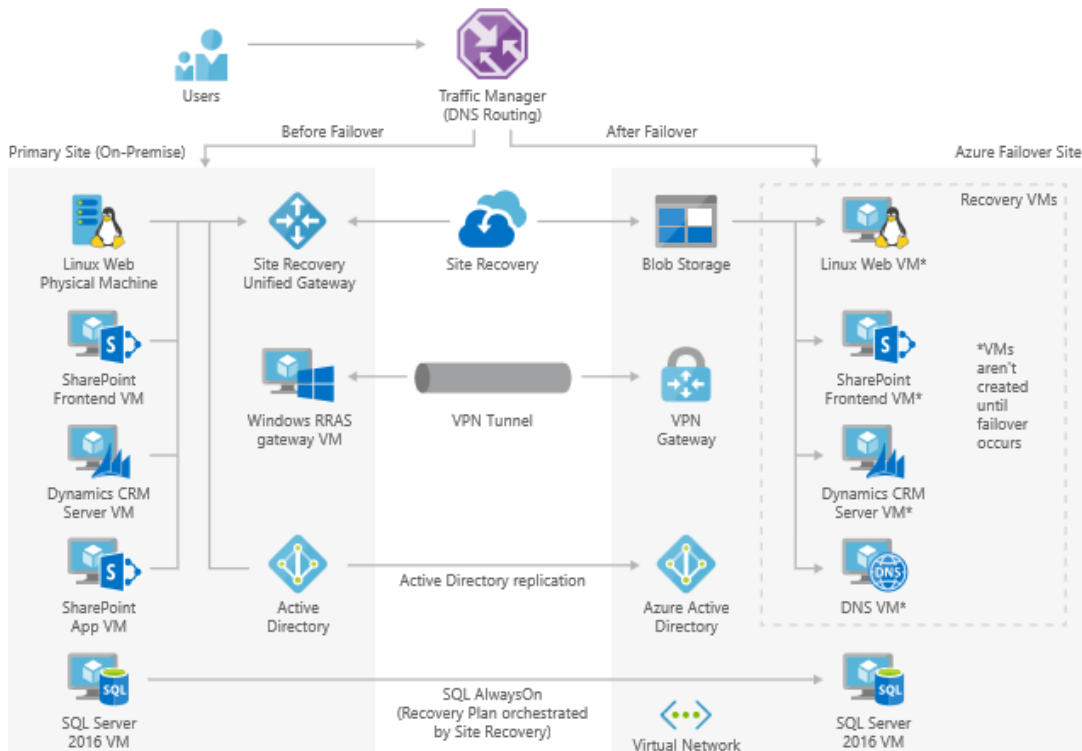 Users
Traffic Manager
(DNS Routing)
Before Failover
After Failover
Primary Site (On-Premise)
Azure Failover Site
Recovery VMs
Linux Web
Physical Machine
Site Recovery
Unified Gateway
Site Recovery
Blob Storage
Linux Web VM*
S
SharePoint
Frontend VM
Windows RRAS
gateway VM
VPN Tunnel
VPN
Gateway
S
SharePoint
Frontend VM*
*VMs
aren't
created
until
failover
occurs
Dynamics CRM
Server VM
Dynamics CRM
Server VM*
S
SharePoint
App VM
Active
Directory
Active Directory replication
Azure Active
Directory
DNS
DNS VM*
SQL
SQL Server
2016 VM
SQL AlwaysOn
(Recovery Plan orchestrated
by Site Recovery)
Virtual Network
SQL
SQL Server
2016 VM